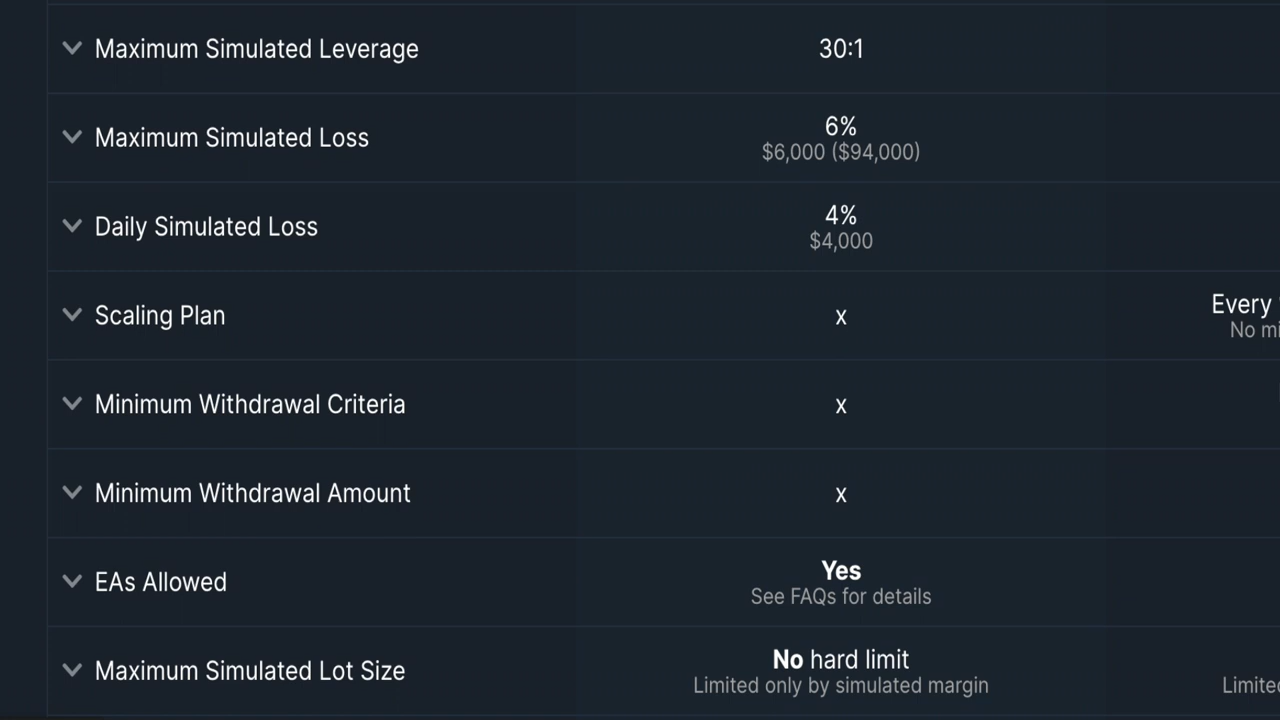 Maximum Simulated Leverage
30:1
Maximum Simulated Loss
6%
$6,000 ($94,000)
Daily Simulated Loss
4%
$4,000
Scaling Plan
x
Every
No
Minimum Withdrawal Criteria
x
Minimum Withdrawal Amount
x
EAs Allowed
Yes
See FAQs for details
Maximum Simulated Lot Size
No hard limit
Limited only by simulated margin